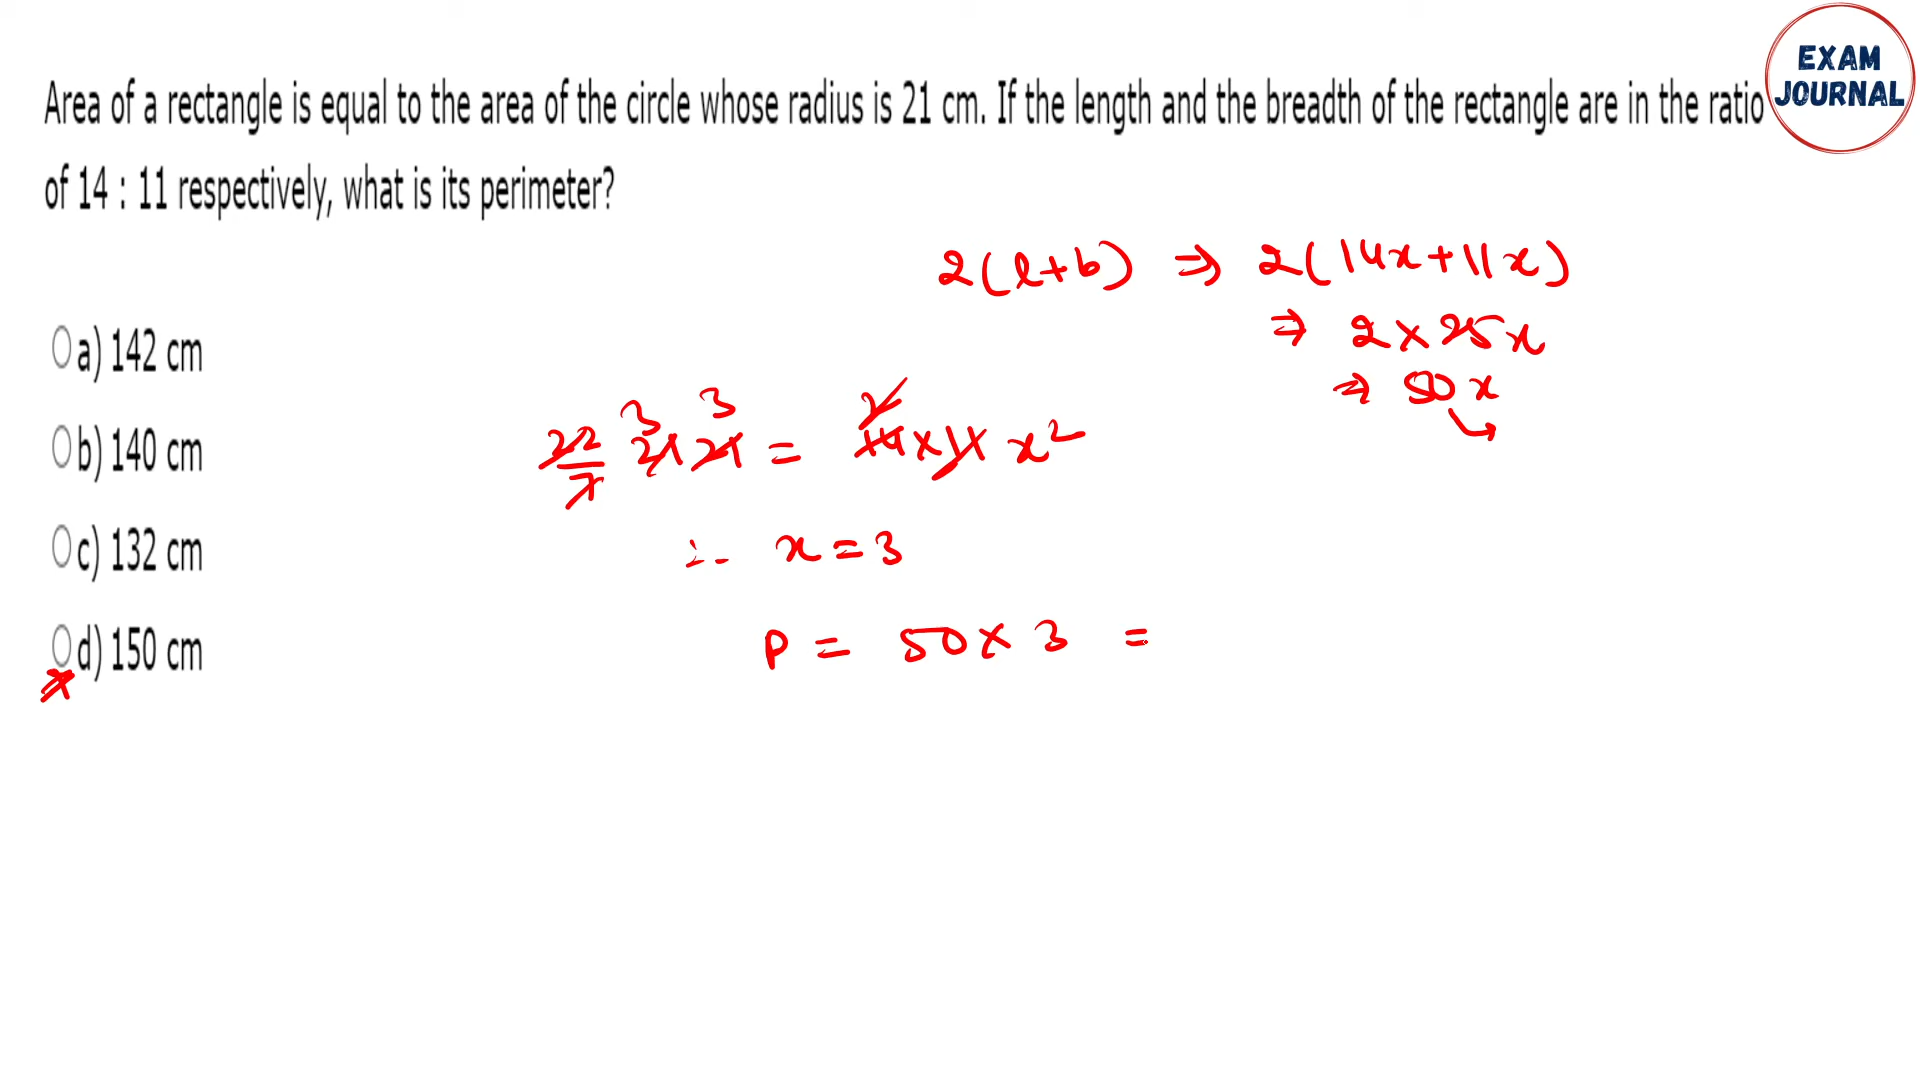 EXAM
JOURNAL
Area of a rectangle is equal to the area of the circle whose radius is 21 cm. If the length and the breadth of the rectangle are in the ratio
of 14 : 11 respectively, what is its perimeter?
2(l+b) ⇒ 2(14x+11x)
⇒ 2×25x
⇒ 50x
a) 142 cm
3 3 2
22/7 21 21 = 14×11 x²
b) 140 cm
c) 132 cm
∴ x=3
d) 150 cm
P = 50×3 =